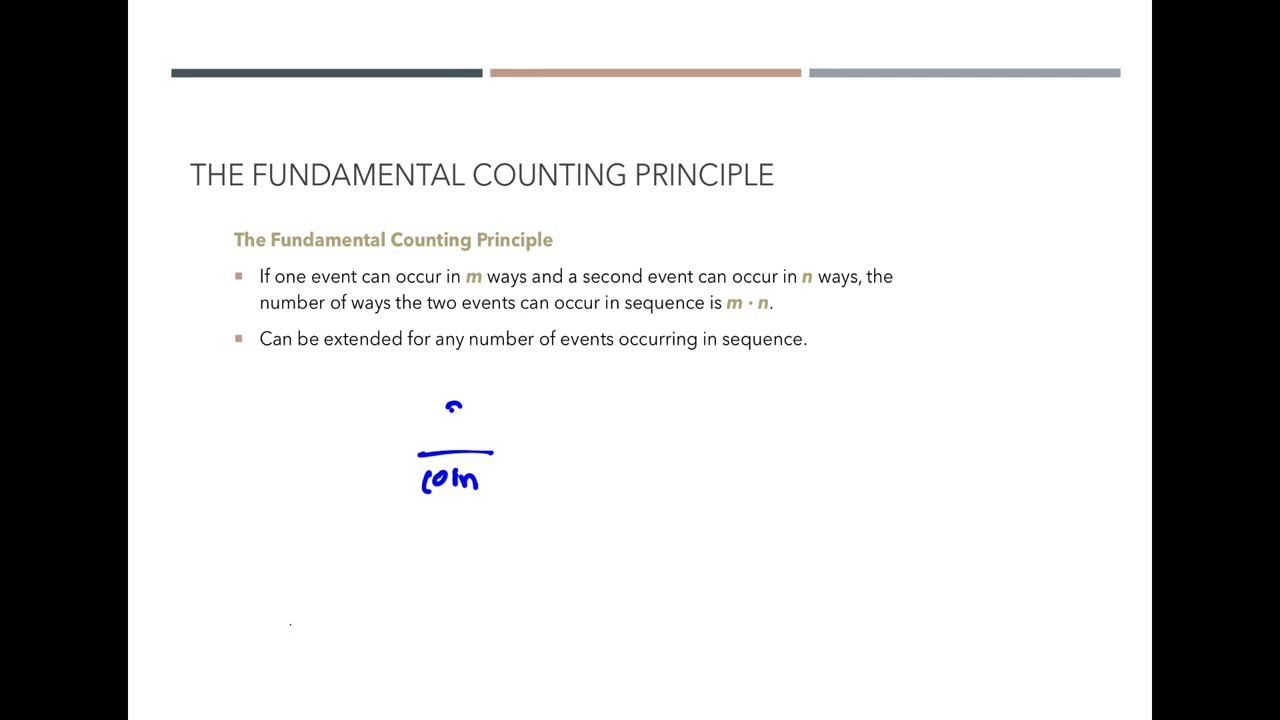 THE FUNDAMENTAL COUNTING PRINCIPLE
The Fundamental Counting Principle
▪ If one event can occur in m ways and a second event can occur in n ways, the
number of ways the two events can occur in sequence is m · n.
▪ Can be extended for any number of events occurring in sequence.
coin